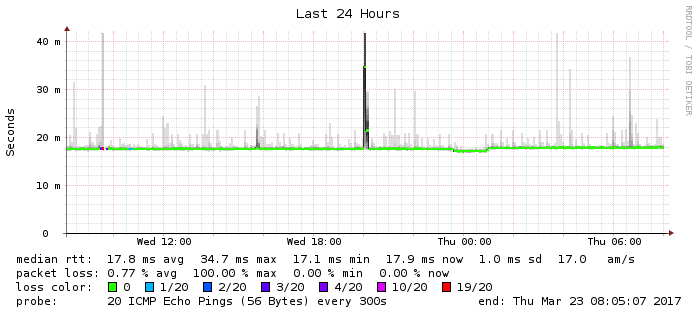 Last 24 Hours
RRDTOOL / TOBI OETIKER
Seconds
40 m
30 m
20 m
10 m
0
Wed 12:00 Wed 18:00 Thu 00:00 Thu 06:00
median rtt: 17.8 ms avg 34.7 ms max 17.1 ms min 17.9 ms now 1.0 ms sd 17.0 am/s
packet loss: 0.77 % avg 100.00 % max 0.00 % min 0.00 % now
loss color: 0 1/20 2/20 3/20 4/20 10/20 19/20
probe: 20 ICMP Echo Pings (56 Bytes) every 300s end: Thu Mar 23 08:05:07 2017